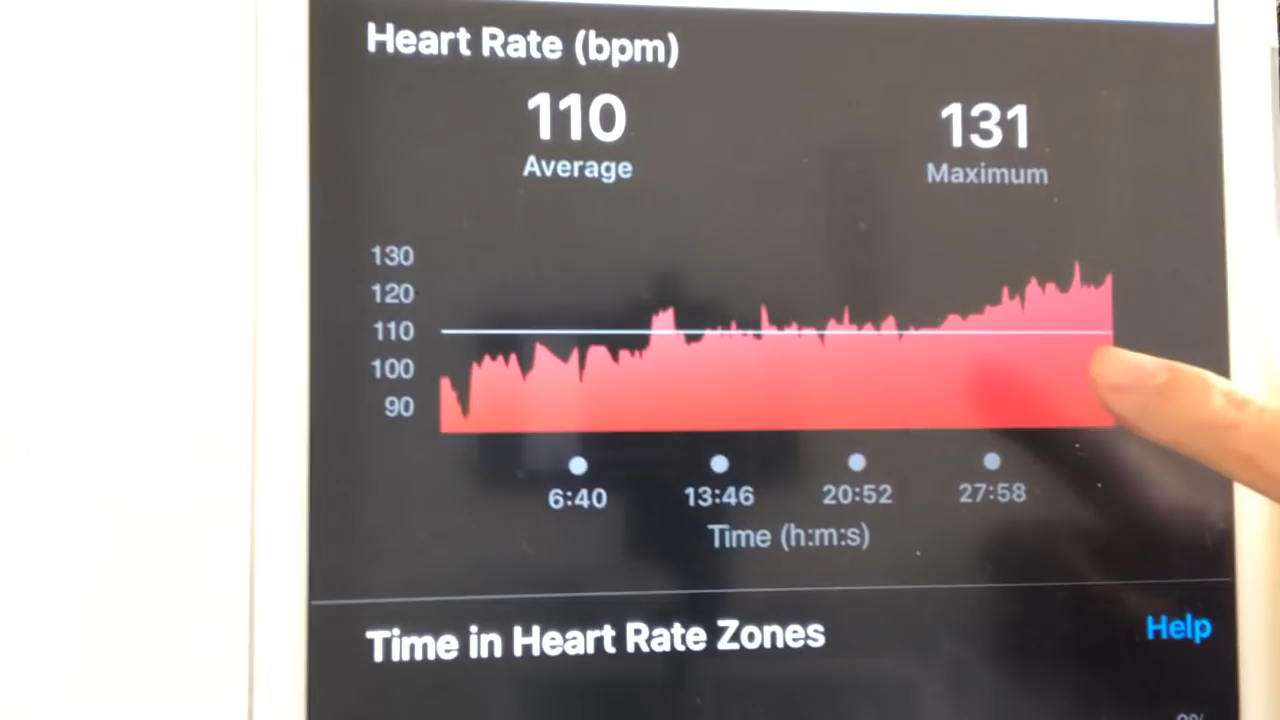 Heart Rate (bpm)
110
Average
131
Maximum
130
120
110
100
90
6:40
13:46
20:52
27:58
Time (h:m:s)
Time in Heart Rate Zones
Help